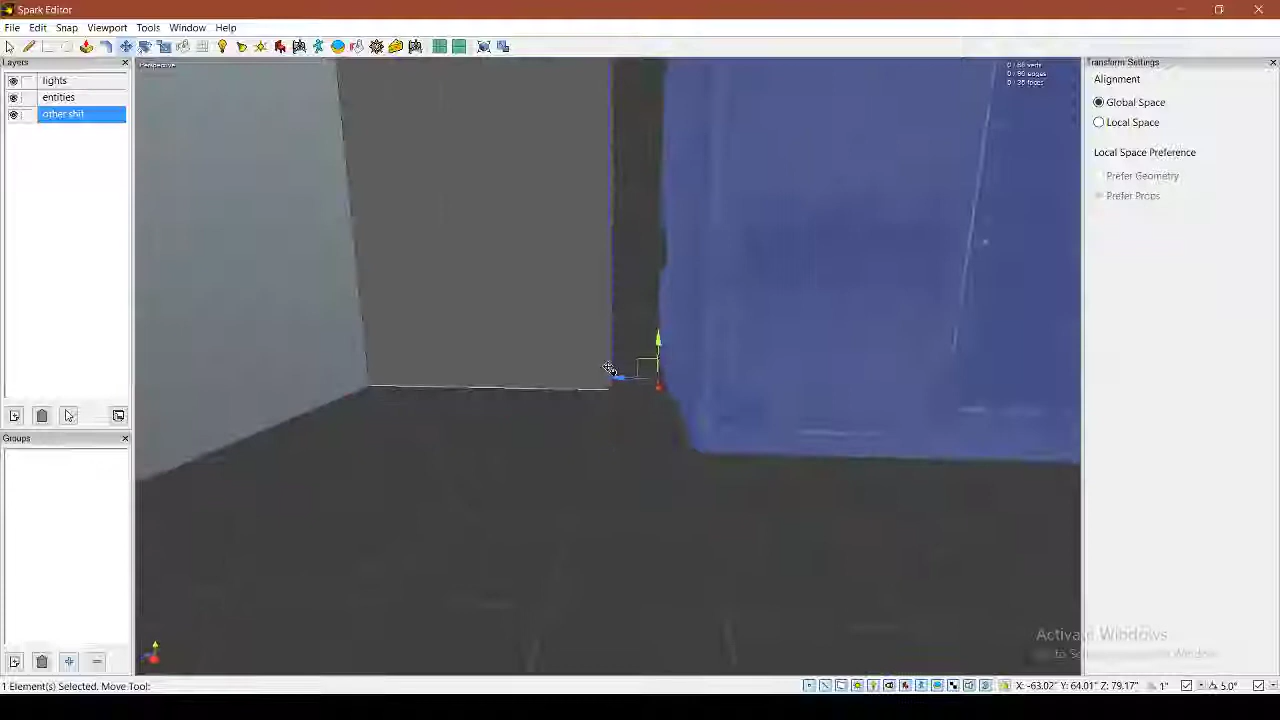 Spark Editor
File Edit Snap Viewport Tools Window Help
Layers
Perspective
Transform Settings
lights
entities
other shit
Alignment
Global Space
Local Space
Local Space Preference
Prefer Geometry
Prefer Props
Groups
Activate Windows
1 Element(s) Selected. Move Tool:
X: -63.02" Y: 64.01" Z: 79.17" 1" 5.0°